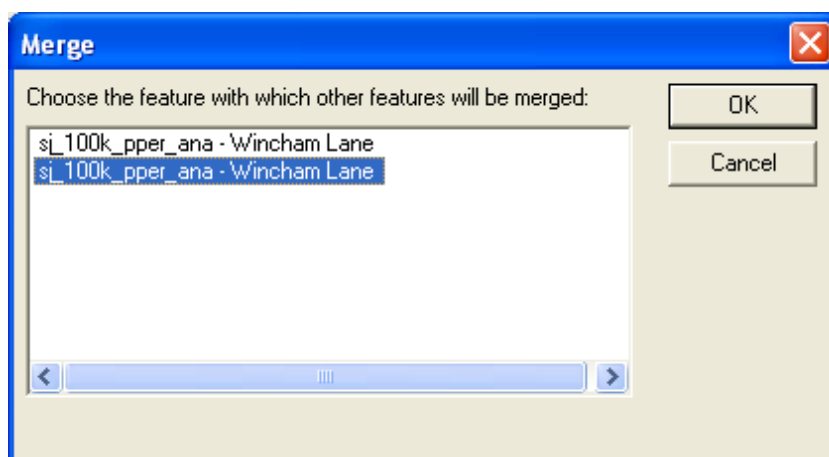 Merge
Choose the feature with which other features will be merged:
OK
sj_100k_pper_ana - Wincham Lane
sj_100k_pper_ana - Wincham Lane
Cancel